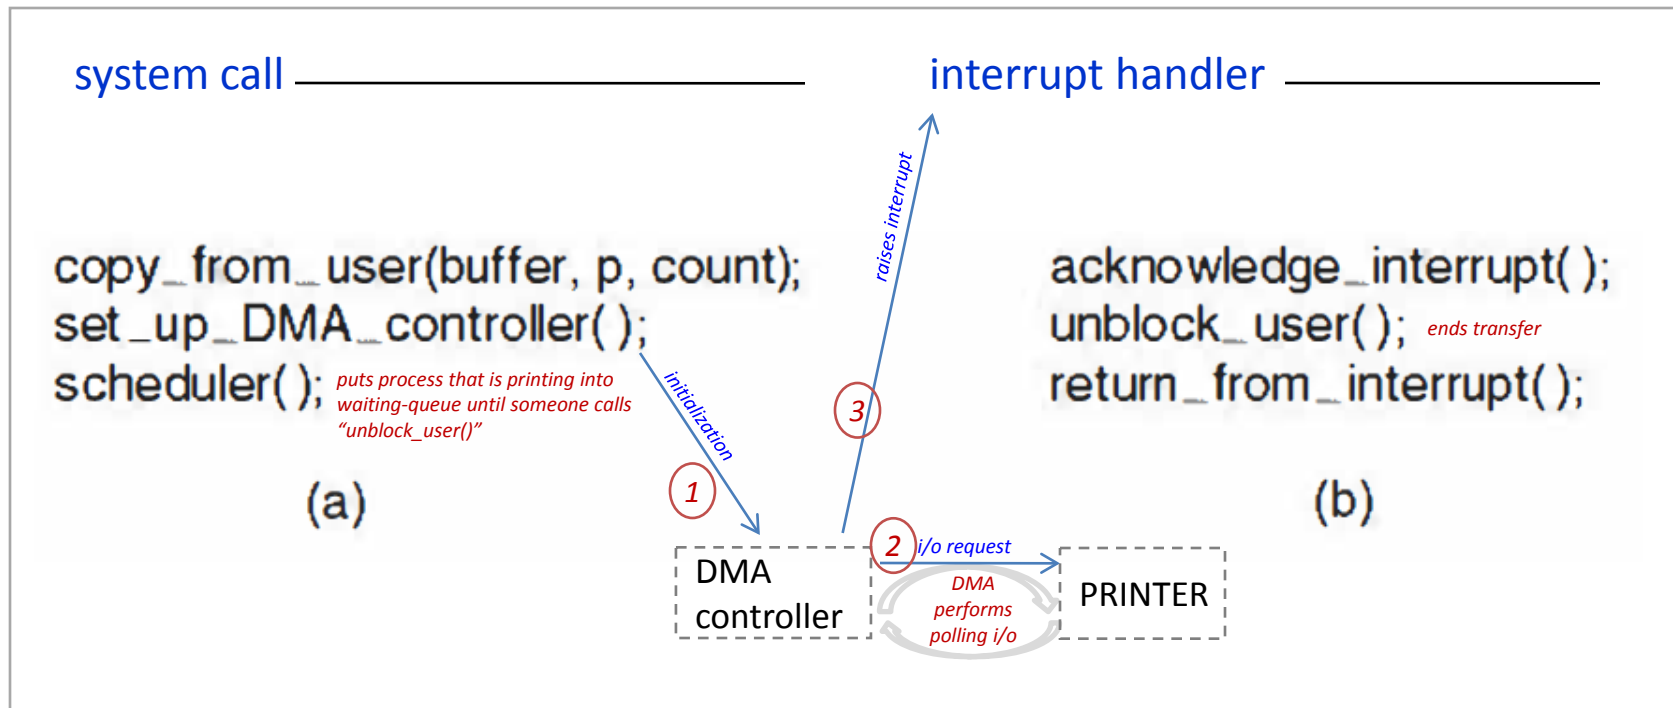 system call
interrupt handler
raises interrupt
copy_from_user(buffer, p, count);
set_up_DMA_controller( );
scheduler( );
puts process that is printing into
waiting-queue until someone calls
“unblock_user()”
initialization
1
3
acknowledge_interrupt( );
unblock_user( );
ends transfer
return_from_interrupt( );
(a)
(b)
2
i/o request
DMA
controller
DMA
performs
polling i/o
PRINTER